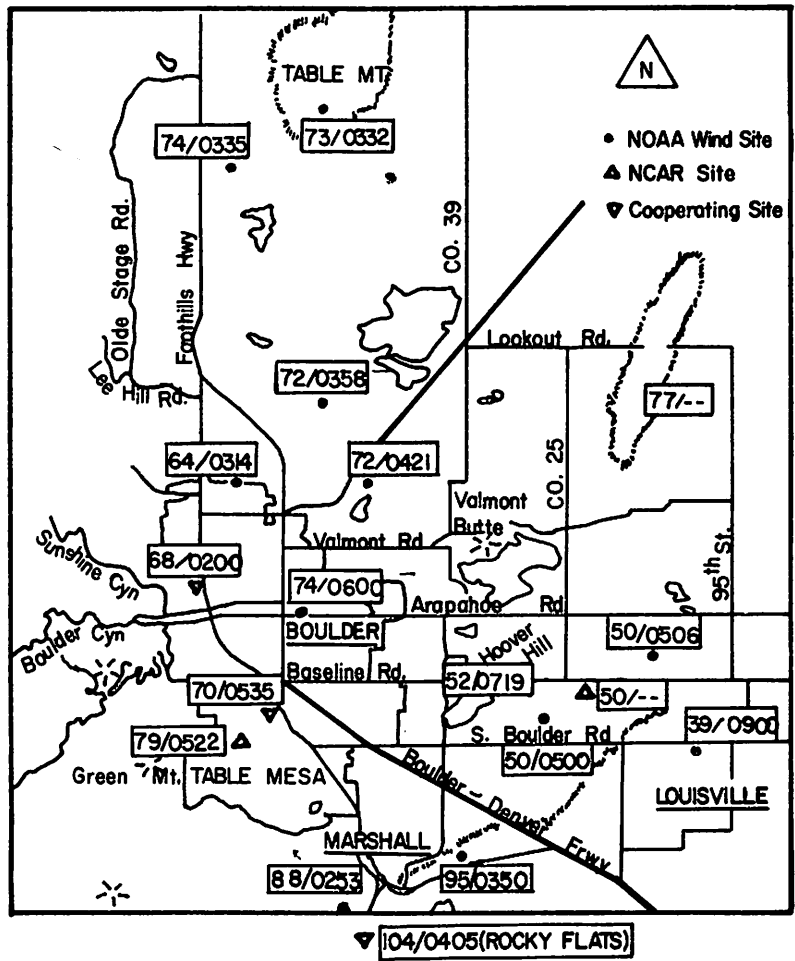 TABLE MT.
N
74/0335
73/0332
NOAA Wind Site
NCAR Site
Cooperating Site
Olde Stage Rd.
Foothills Hwy
CO. 39
Lookout Rd.
Lee Hill Rd.
72/0358
77/--
64/0314
72/0421
CO. 25
Valmont
Butte
Sunshine Cyn
68/0200
Valmont Rd
95th St.
74/0600
Arapahoe Rd
Boulder Cyn
BOULDER
Hoover
Hill
50/0506
Baseline Rd.
70/0535
52/0719
50/--
39/0900
79/0522
S. Boulder Rd
50/0500
Green Mt.
TABLE MESA
Boulder - Denver Frwy
LOUISVILLE
MARSHALL
88/0253
95/0350
104/0405(ROCKY FLATS)